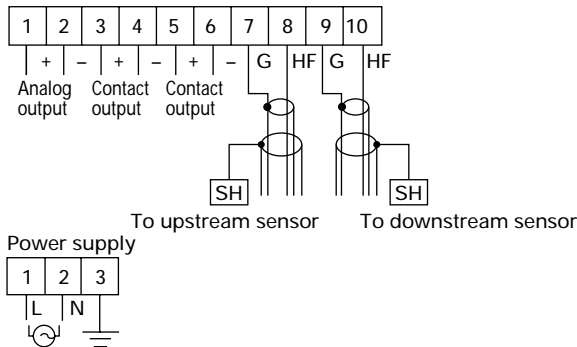 1 2 3 4 5 6 7 8 9 10
+ − + − + − G HF G HF
Analog output Contact output Contact output
SH SH
To upstream sensor To downstream sensor
Power supply
1 2 3
L N